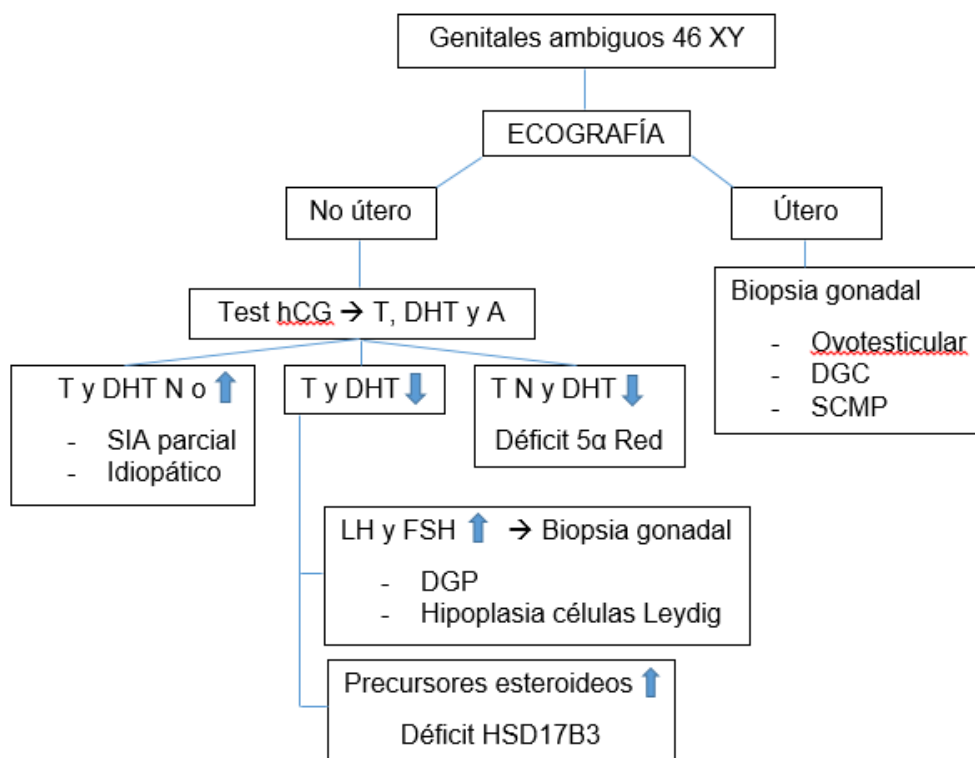 Genitales ambiguos 46 XY
ECOGRAFÍA
No útero
Útero
Test hCG → T, DHT y A
Biopsia gonadal
- Ovotesticular
- DGC
- SCMP
T y DHT N o ⬆
- SIA parcial
- Idiopático
T y DHT ⬇
T N y DHT ⬇
Déficit 5α Red
LH y FSH ⬆ → Biopsia gonadal
- DGP
- Hipoplasia células Leydig
Precursores esteroideos ⬆
Déficit HSD17B3